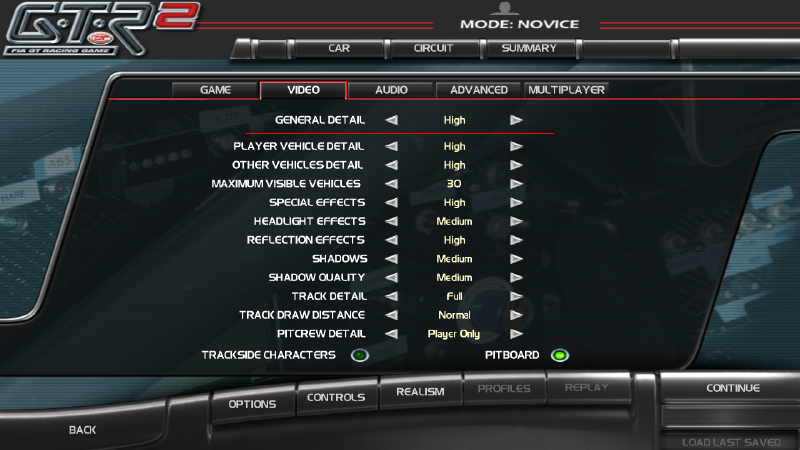 GTR2
FIA GT RACING GAME
MODE: NOVICE
CAR CIRCUIT SUMMARY
GAME VIDEO AUDIO ADVANCED MULTIPLAYER
GENERAL DETAIL High
PLAYER VEHICLE DETAIL High
OTHER VEHICLES DETAIL High
MAXIMUM VISIBLE VEHICLES 30
SPECIAL EFFECTS High
HEADLIGHT EFFECTS Medium
REFLECTION EFFECTS High
SHADOWS Medium
SHADOW QUALITY Medium
TRACK DETAIL Full
TRACK DRAW DISTANCE Normal
PITCREW DETAIL Player Only
TRACKSIDE CHARACTERS PITBOARD
ABS
BACK OPTIONS CONTROLS REALISM PROFILES REPLAY CONTINUE
LOAD LAST SAVED